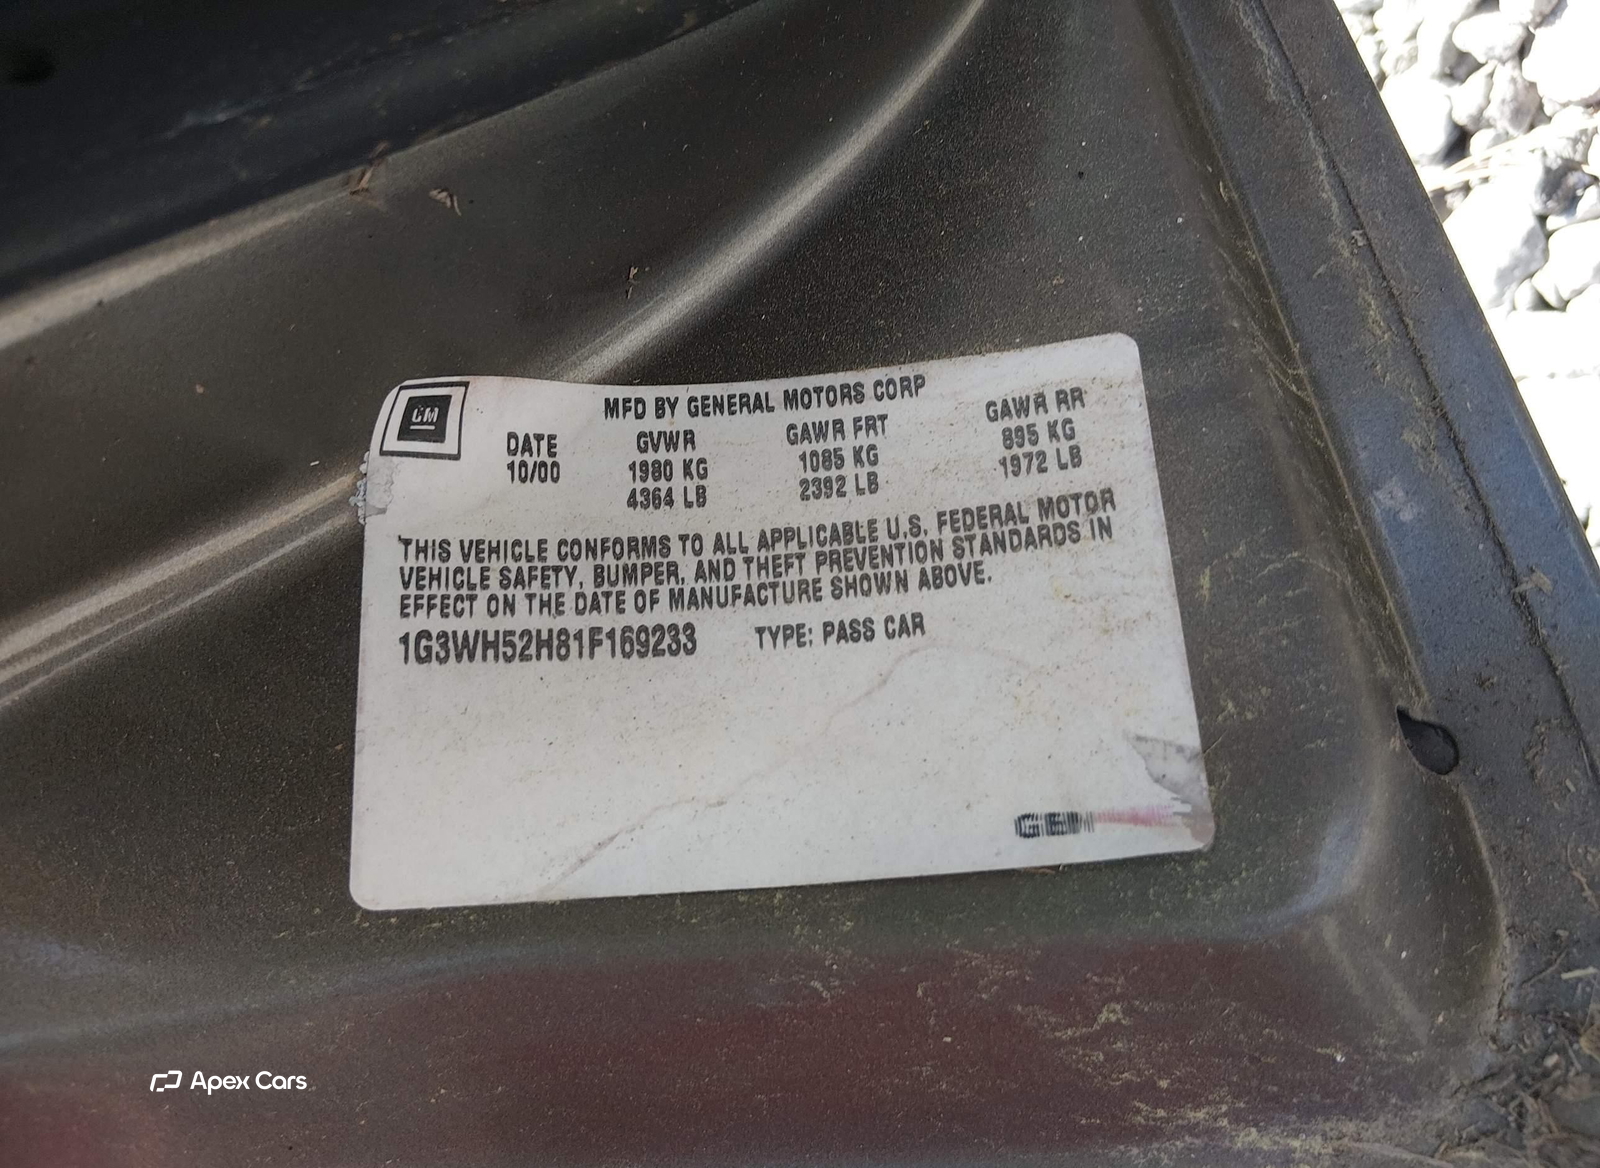 GM
MFD BY GENERAL MOTORS CORP
DATE GVWR GAWR FRT GAWR RR
10/00 1980 KG 1085 KG 895 KG
4364 LB 2392 LB 1972 LB
THIS VEHICLE CONFORMS TO ALL APPLICABLE U.S. FEDERAL MOTOR
VEHICLE SAFETY, BUMPER, AND THEFT PREVENTION STANDARDS IN
EFFECT ON THE DATE OF MANUFACTURE SHOWN ABOVE.
1G3WH52H81F169233 TYPE: PASS CAR
Apex Cars